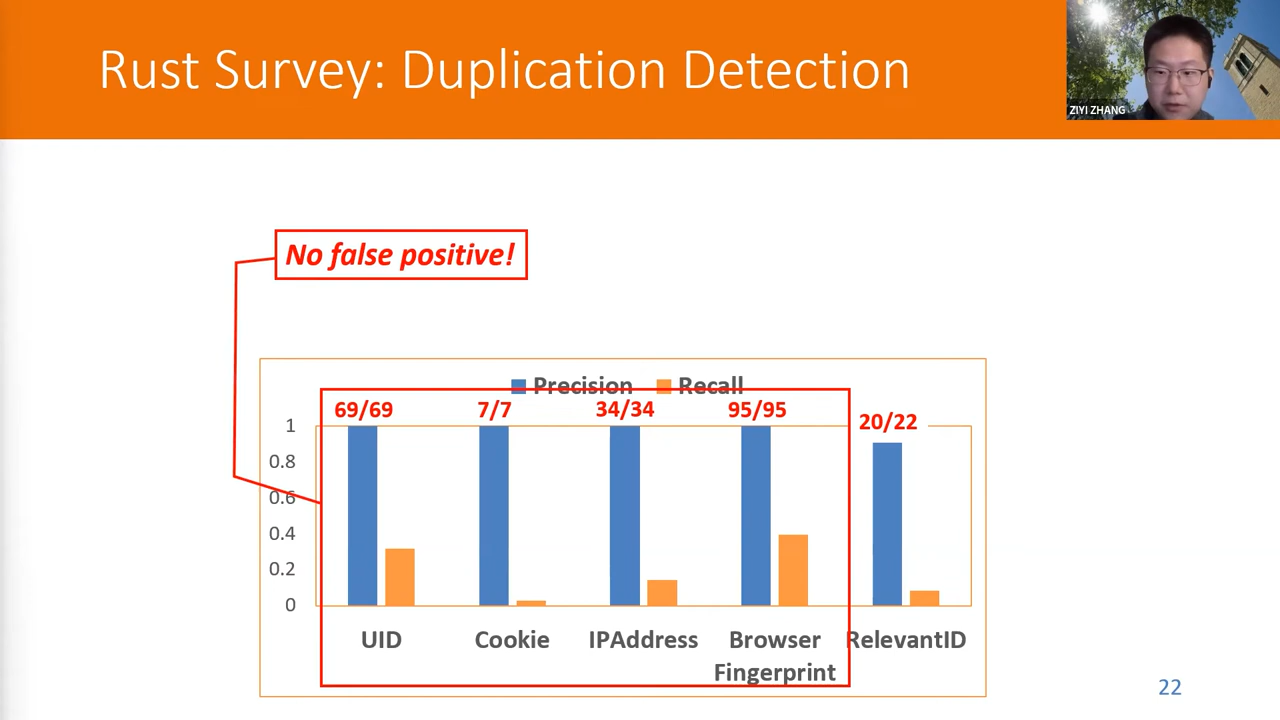 Rust Survey: Duplication Detection
ZIYI ZHANG
No false positive!
Precision Recall
69/69 7/7 34/34 95/95 20/22
1
0.8
0.6
0.4
0.2
0
UID Cookie IPAddress Browser Fingerprint RelevantID
22